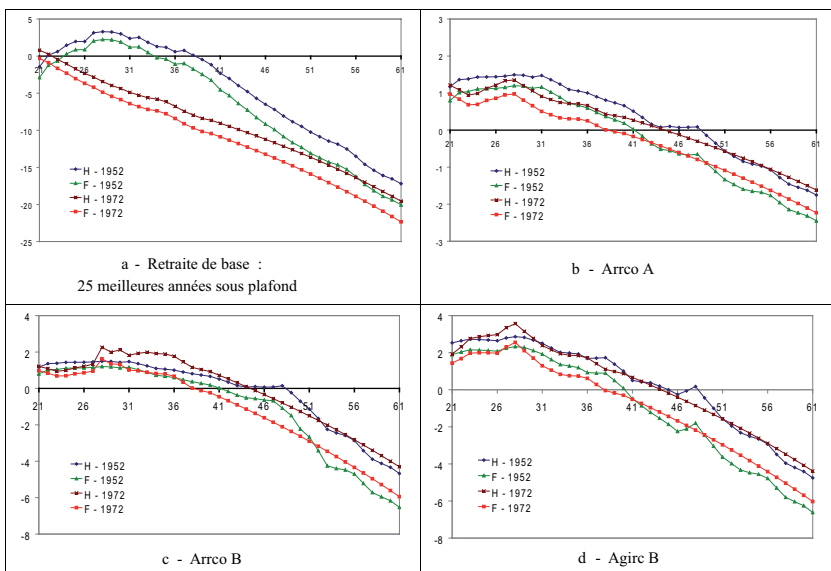 5
0
-5
-10
-15
-20
-25
21 26 31 36 41 46 51 56 61
H - 1952
F - 1952
H - 1972
F - 1972
a - Retraite de base :
25 meilleures années sous plafond
3
2
1
0
-1
-2
-3
21 26 31 36 41 46 51 56 61
H - 1952
F - 1952
H - 1972
F - 1972
b - Arrco A
4
2
0
-2
-4
-6
-8
21 26 31 36 41 46 51 56 61
H - 1952
F - 1952
H - 1972
F - 1972
c - Arrco B
4
2
0
-2
-4
-6
-8
21 26 31 36 41 46 51 56 61
H - 1952
F - 1952
H - 1972
F - 1972
d - Agirc B